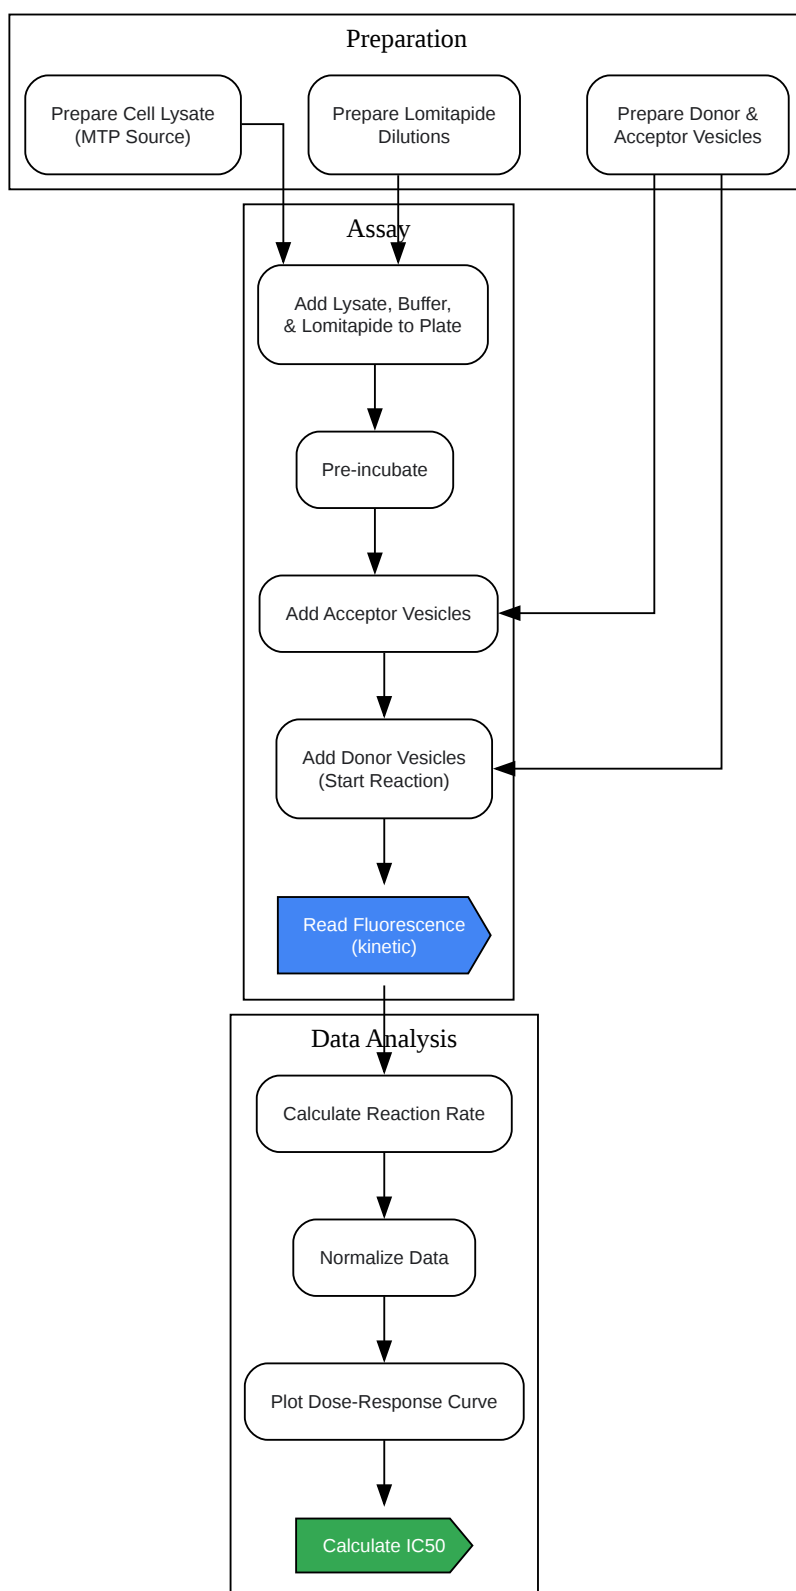 Preparation
Prepare Cell Lysate
(MTP Source)
Prepare Lomitapide
Dilutions
Prepare Donor &
Acceptor Vesicles
Assay
Add Lysate, Buffer,
& Lomitapide to Plate
Pre-incubate
Add Acceptor Vesicles
Add Donor Vesicles
(Start Reaction)
Read Fluorescence
(kinetic)
Data Analysis
Calculate Reaction Rate
Normalize Data
Plot Dose-Response Curve
Calculate IC50